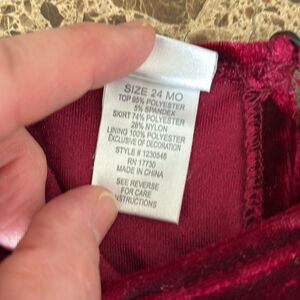 SIZE 24 MO
TOP 95% POLYESTER
5% SPANDEX
SKIRT 74% POLYESTER
26% NYLON
LINING 100% POLYESTER
EXCLUSIVE OF DECORATION
STYLE # 1230846
RN 17730
MADE IN CHINA
SEE REVERSE
FOR CARE
INSTRUCTIONS